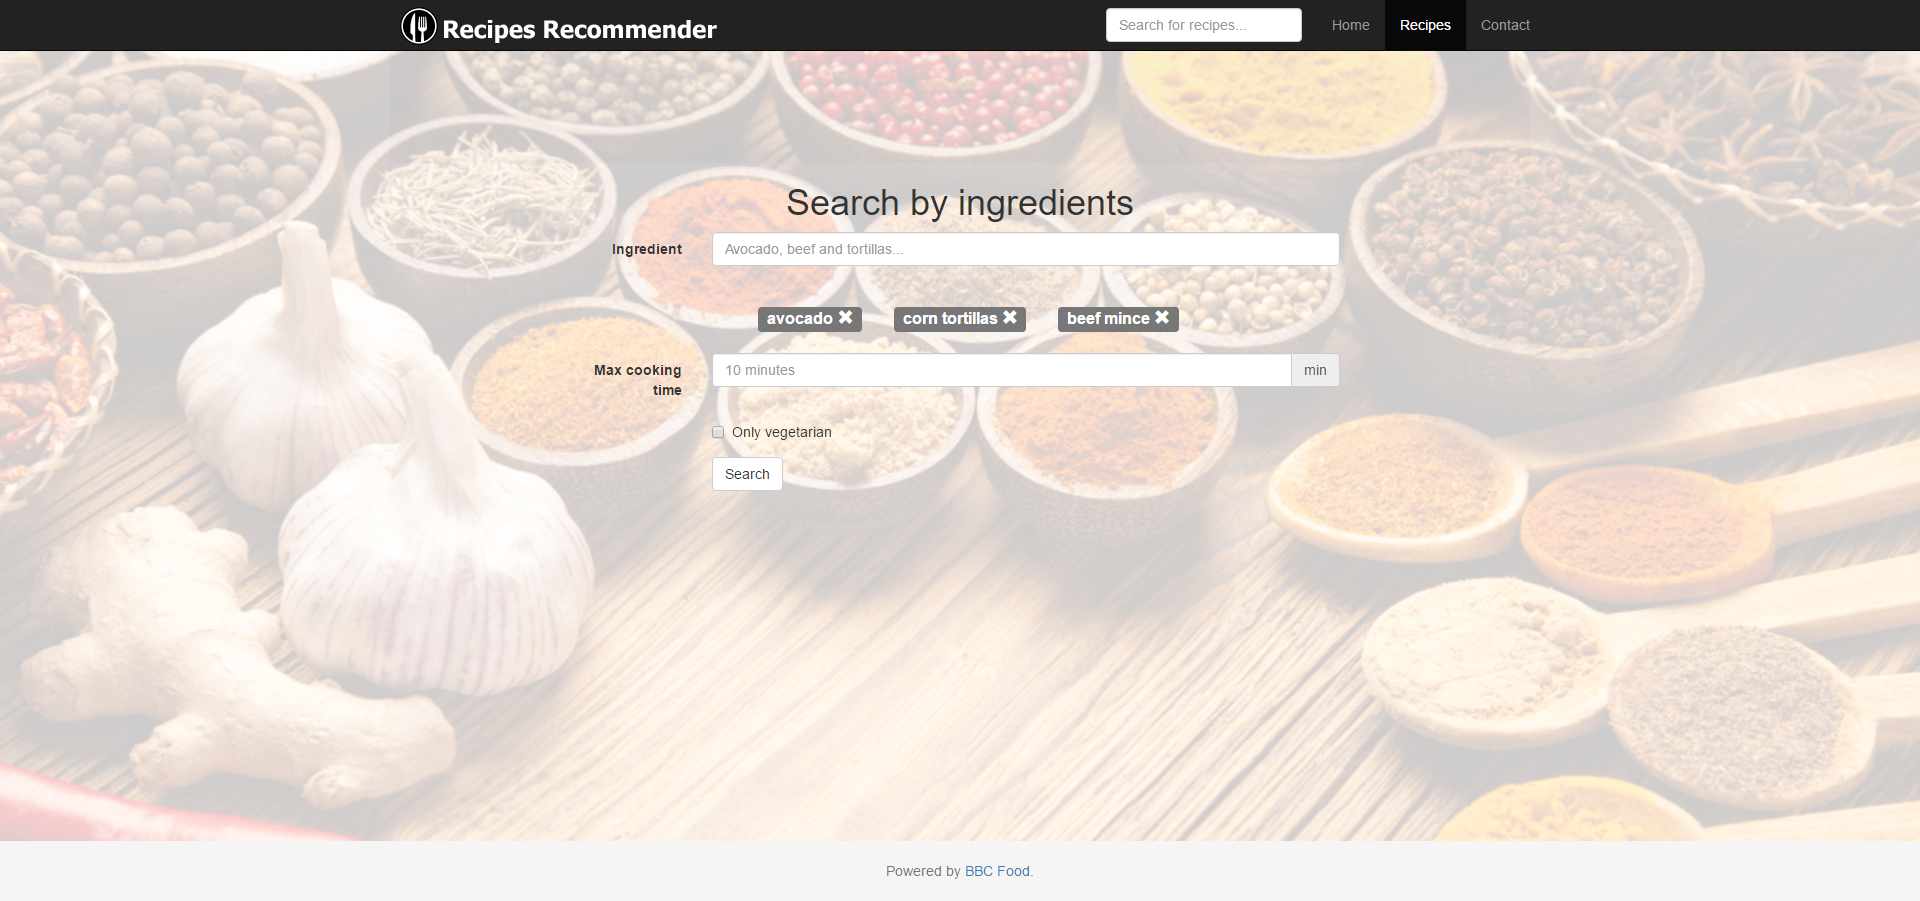 Recipes Recommender
Search for recipes...
Home
Recipes
Contact
Search by ingredients
Ingredient
Avocado, beef and tortillas...
avocado ✖ corn tortillas ✖ beef mince ✖
Max cooking
time
10 minutes
min
Only vegetarian
Search
Powered by BBC Food.